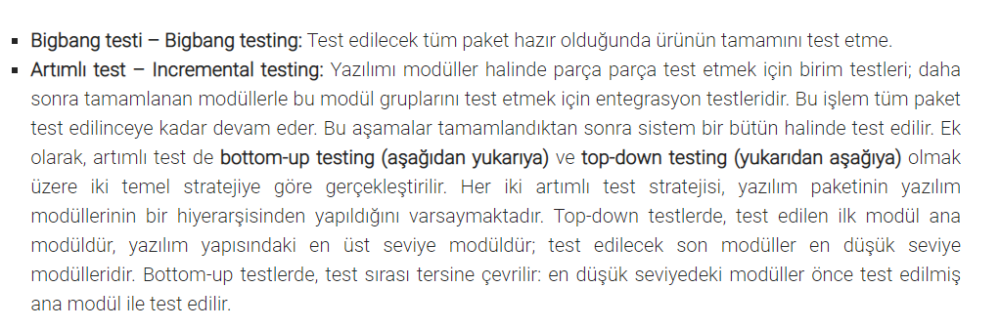 ▪ Bigbang testi – Bigbang testing: Test edilecek tüm paket hazır olduğunda ürünün tamamını test etme.
▪ Artımlı test – Incremental testing: Yazılımı modüller halinde parça parça test etmek için birim testleri; daha
sonra tamamlanan modüllerle bu modül gruplarını test etmek için entegrasyon testleridir. Bu işlem tüm paket
test edilinceye kadar devam eder. Bu aşamalar tamamlandıktan sonra sistem bir bütün halinde test edilir. Ek
olarak, artımlı test de bottom-up testing (aşağıdan yukarıya) ve top-down testing (yukarıdan aşağıya) olmak
üzere iki temel stratejiye göre gerçekleştirilir. Her iki artımlı test stratejisi, yazılım paketinin yazılım
modüllerinin bir hiyerarşisinden yapıldığını varsaymaktadır. Top-down testlerde, test edilen ilk modül ana
modüldür, yazılım yapısındaki en üst seviye modüldür; test edilecek son modüller en düşük seviye
modülleridir. Bottom-up testlerde, test sırası tersine çevrilir: en düşük seviyedeki modüller önce test edilmiş
ana modül ile test edilir.